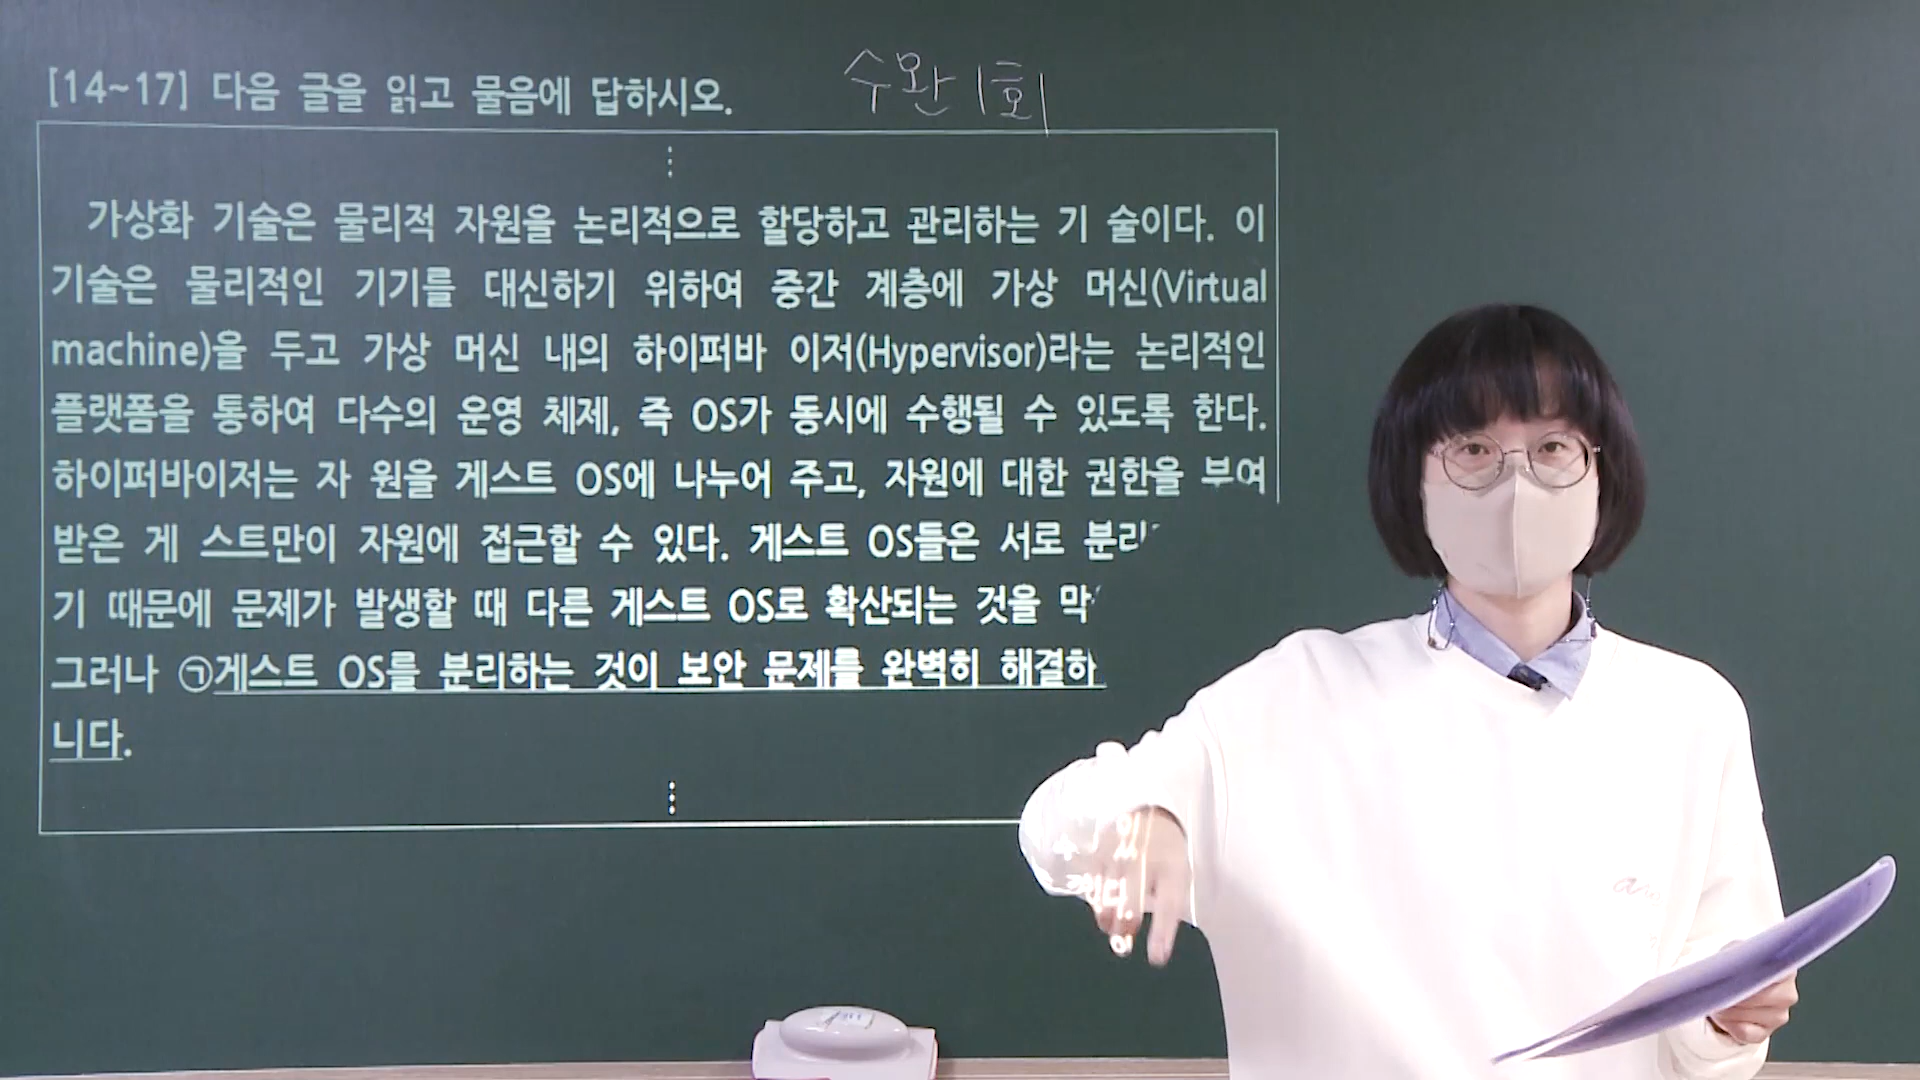 [14~17] 다음 글을 읽고 물음에 답하시오.
수완 1회
가상화 기술은 물리적 자원을 논리적으로 할당하고 관리하는 기 술이다. 이
기술은 물리적인 기기를 대신하기 위하여 중간 계층에 가상 머신(Virtual
machine)을 두고 가상 머신 내의 하이퍼바 이저(Hypervisor)라는 논리적인
플랫폼을 통하여 다수의 운영 체제, 즉 OS가 동시에 수행될 수 있도록 한다.
하이퍼바이저는 자 원을 게스트 OS에 나누어 주고, 자원에 대한 권한을 부여
받은 게 스트만이 자원에 접근할 수 있다. 게스트 OS들은 서로
기 때문에 문제가 발생할 때 다른 게스트 OS로 확산되는 것을
그러나 ㉠게스트 OS를 분리하는 것이 보안 문제를 완벽히
니다.